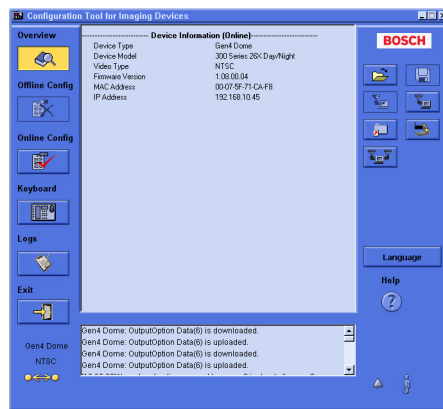 Configuration Tool for Imaging Devices
Overview
Offline Config
Online Config
Keyboard
Logs
Exit
Gen4 Dome
NTSC
Device Information (Online)
Device Type Gen4 Dome
Device Model 300 Series 26X Day/Night
Video Type NTSC
Firmware Version 1.08.00.04
MAC Address 00-07-5F-71-CA-F8
IP Address 192.168.10.45
Gen4 Dome: OutputOption Data(6) is downloaded.
Gen4 Dome: OutputOption Data(6) is uploaded.
Gen4 Dome: OutputOption Data(6) is downloaded.
Gen4 Dome: OutputOption Data(6) is uploaded.
BOSCH
Language
Help
?